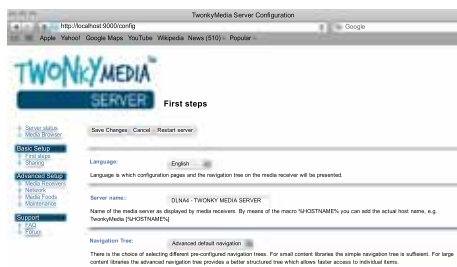 TwonkyMedia Server Configuration
http://localhost:9000/config
Google
Apple Yahoo! Google Maps YouTube Wikipedia News (510) Popular
TWONKYMEDIA™
SERVER
First steps
Server status
Media Browser
Save Changes Cancel Restart server
Basic Setup
First steps
Sharing
Language:
English
Language is which configuration pages and the navigation tree on the media receiver will be presented.
Advanced Setup
Media Receivers
Network
Media Feeds
Maintenance
Server name::
DLNA4 - TWONKY MEDIA SERVER
Name of the media server as displayed by media receivers. By means of the macro %HOSTNAME% you can add the actual host name, e.g.
TwonkyMedia [%HOSTNAME%]
Support
FAQ
Forum
Navigation Tree:
Advanced default navigation
There is the choice of selecting different pre-configured navigation trees. For small content libraries the simple navigation tree is suffieient. For large
content libraries the advanced navigation tree provides a better structured tree which allows faster access to individual items.